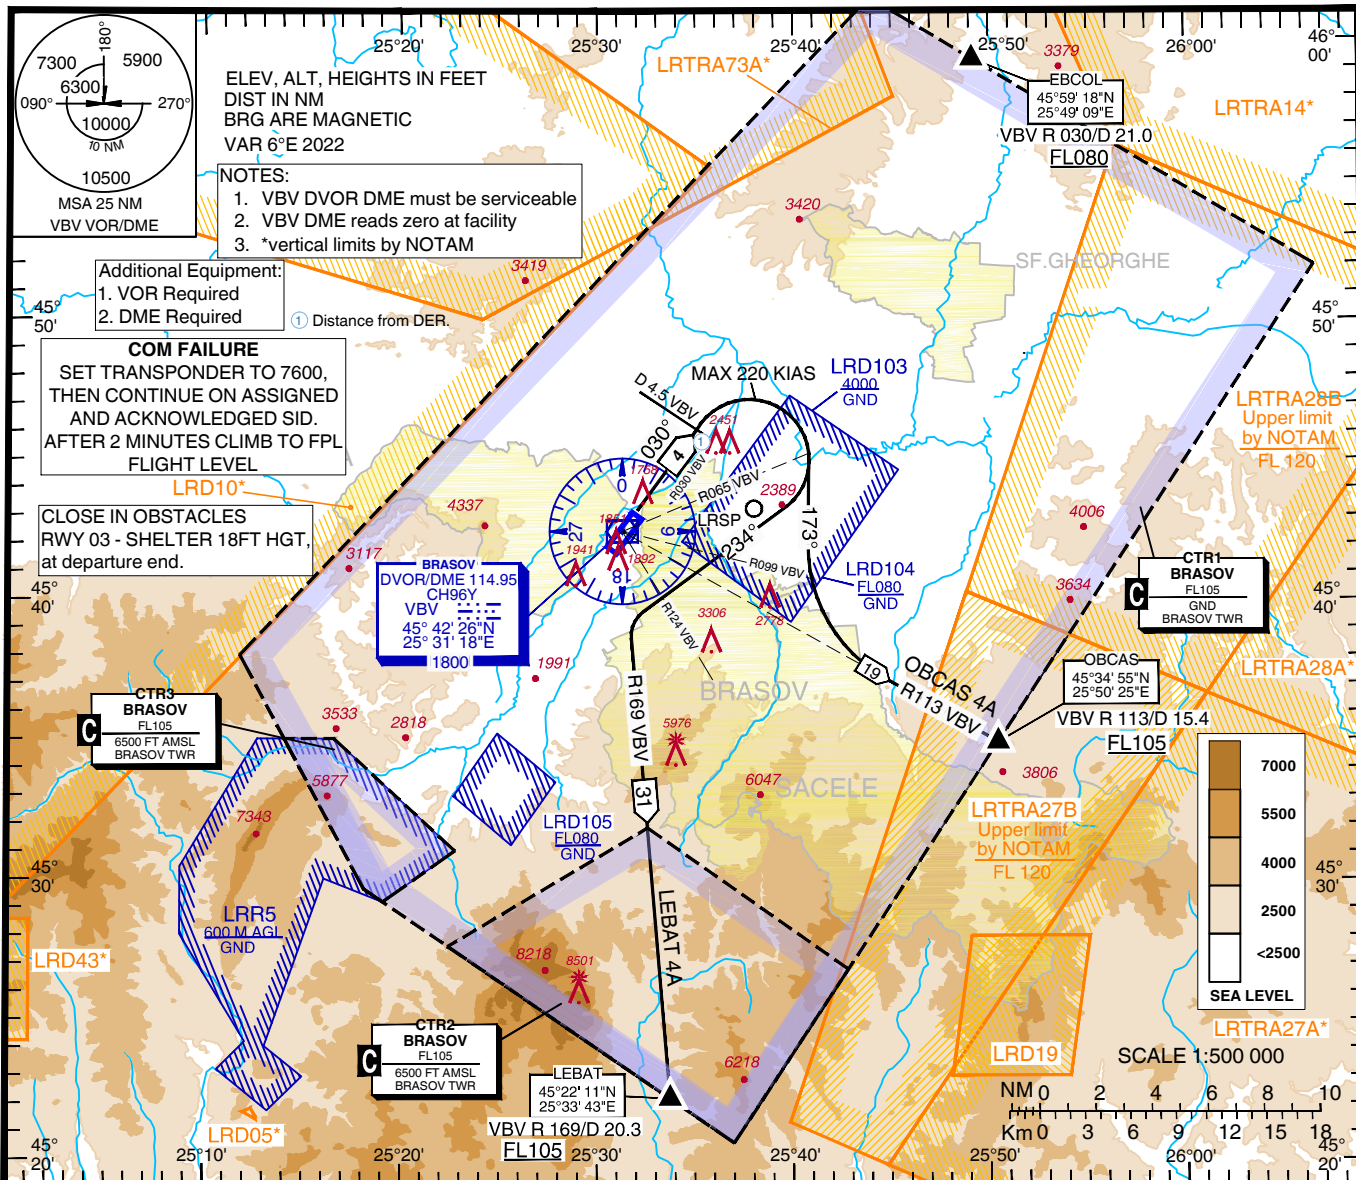 180°
7300
5900
6300
090°
270°
10000
10 NM
10500
MSA 25 NM
VBV VOR/DME
25°20'
25°30'
25°40'
25°50'
26°00'
46°
00'
ELEV, ALT, HEIGHTS IN FEET
DIST IN NM
BRG ARE MAGNETIC
VAR 6°E 2022
NOTES:
1. VBV DVOR DME must be serviceable
2. VBV DME reads zero at facility
3. *vertical limits by NOTAM
Additional Equipment:
1. VOR Required
2. DME Required
1 Distance from DER.
COM FAILURE
SET TRANSPONDER TO 7600,
THEN CONTINUE ON ASSIGNED
AND ACKNOWLEDGED SID.
AFTER 2 MINUTES CLIMB TO FPL
FLIGHT LEVEL
CLOSE IN OBSTACLES
RWY 03 - SHELTER 18FT HGT,
at departure end.
LRTRA73A*
3379
EBCOL
45°59' 18"N
25°49' 09"E
VBV R 030/D 21.0
FL080
LRTRA14*
3420
3419
SF.GHEORGHE
45°
50'
45°
50'
MAX 220 KIAS
LRD103
4000
GND
D 4.5 VBV
2451
030°
4
1
1768
R030 VBV
R065 VBV
2389
LRSP
234°
173°
R099 VBV
LRD104
FL080
GND
0
27
9
18
1941
1892
LRD10*
4337
3117
BRASOV
DVOR/DME 114.95
CH96Y
VBV
45° 42' 26"N
25° 31' 18"E
1800
LRTRA28B
Upper limit
by NOTAM
FL 120
4006
3634
CTR1
BRASOV
FL105
GND
BRASOV TWR
C
45°
40'
45°
40'
3306
2778
R124 VBV
BRASOV
19
OBCAS 4A
R113 VBV
OBCAS
45°34' 55"N
25°50' 25"E
VBV R 113/D 15.4
FL105
LRTRA28A*
1991
R169 VBV
CTR3
BRASOV
FL105
6500 FT AMSL
BRASOV TWR
C
3533
2818
5877
7348
5976
6047
SACELE
3806
31
LRD105
FL080
GND
LRTRA27B
Upper limit
by NOTAM
FL 120
7000
5500
4000
2500
<2500
SEA LEVEL
45°
30'
45°
30'
LRR5
600 M AGL
GND
LEBAT 4A
8218
8501
LRD43*
CTR2
BRASOV
FL105
6500 FT AMSL
BRASOV TWR
C
6218
LEBAT
45°22' 11"N
25°33' 43"E
VBV R 169/D 20.3
FL105
LRD05*
LRD19
LRTRA27A*
SCALE 1:500 000
NM 0 2 4 6 8 10
Km 0 3 6 9 12 15 18
45°
20'
45°
20'
25°10'
25°20'
25°30'
25°40'
25°50'
26°00'